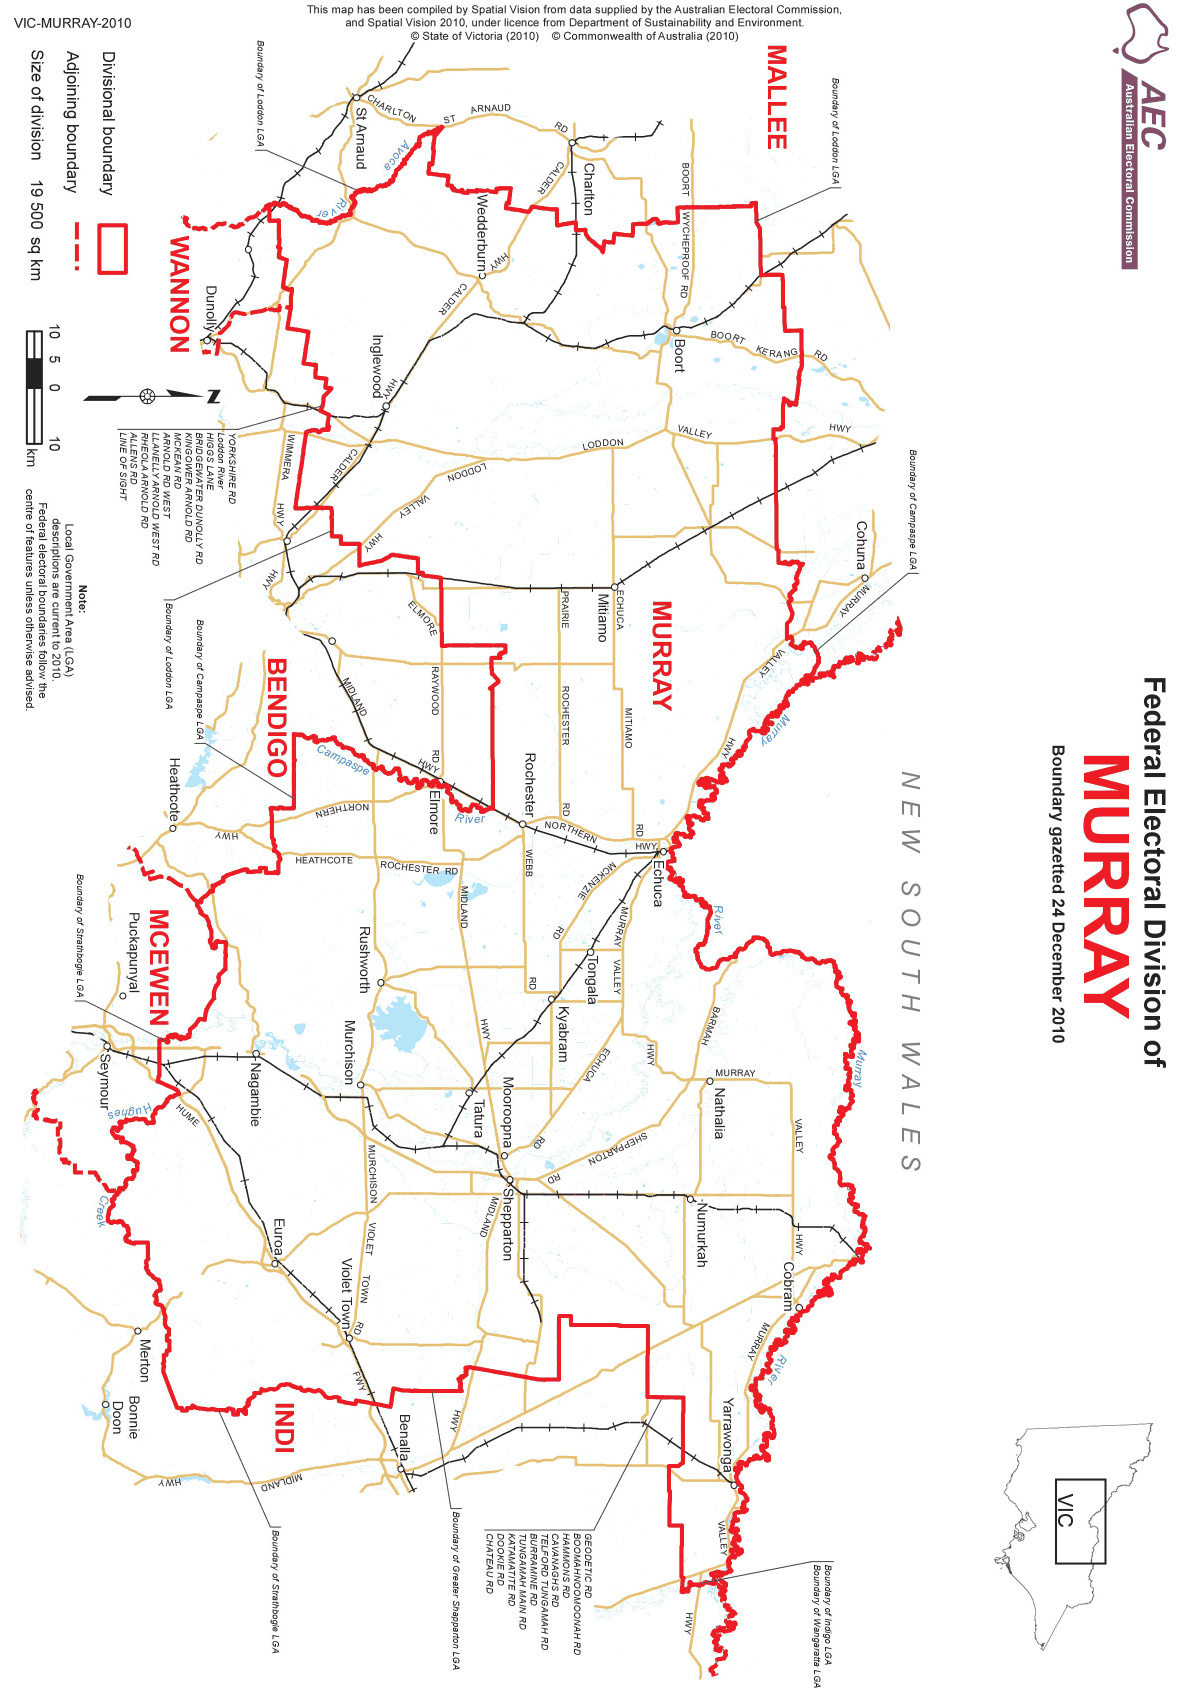 This map has been compiled by Spatial Vision from data supplied by the Australian Electoral Commission,
and Spatial Vision 2010, under licence from Department of Sustainability and Environment.
© State of Victoria (2010) © Commonwealth of Australia (2010)
VIC-MURRAY-2010
AEC
Australian Electoral Commission
Federal Electoral Division of
MURRAY
Boundary gazetted 24 December 2010
VIC
NEW SOUTH WALES
MALLEE
WANNON
BENDIGO
MCEWEN
INDI
MURRAY
Divisional boundary
Adjoining boundary
Size of division 19 500 sq km
10 5 0 10
km
N
Note:
Local Government Area (LGA)
descriptions are current to 2010.
Federal electoral boundaries follow the
centre of features unless otherwise advised.
Boundary of Loddon LGA
Boundary of Loddon LGA
Boundary of Campaspe LGA
Boundary of Loddon LGA
Boundary of Campaspe LGA
Boundary of Strathbogie LGA
Boundary of Strathbogie LGA
Boundary of Greater Shepparton LGA
Boundary of Indigo LGA
Boundary of Wangaratta LGA
YORKSHIRE RD
Loddon River
HIGGS LANE
BRIDGEWATER DUNOLLY RD
KINGOWER ARNOLD RD
MCKEAN RD
ARNOLD RD WEST
LLANELLY ARNOLD WEST RD
RHEOLA ARNOLD RD
ALLENS RD
LINE OF SIGHT
GEODETIC RD
BOOMAHNOOMOONAH RD
HAMMONS RD
CAVANAGHS RD
TELFORD TUNGAMAH RD
BURRAMINE RD
TUNGAMAH MAIN RD
KATAMATITE RD
DOOKIE RD
CHATEAU RD
St Arnaud
Charlton
Wedderburn
Dunolly
Inglewood
Boort
Cohuna
Mitiamo
Rochester
Elmore
Heathcote
Echuca
Tongala
Kyabram
Rushworth
Murchison
Puckapunyal
Seymour
Nagambie
Tatura
Mooroopna
Shepparton
Nathalia
Numurkah
Cobram
Yarrawonga
Euroa
Violet Town
Benalla
Merton
Bonnie
Doon
CHARLTON
ST
ARNAUD
RD
Avoca
River
CALDER
HWY
CALDER
HWY
CALDER
BOORT
WYCHEPROOF RD
BOORT
KERANG
RD
LODDON
VALLEY
HWY
LODDON
VALLEY
HWY
WIMMERA
HWY
HWY
ELMORE
RAYWOOD
RD
PRAIRIE
ROCHESTER
RD
ECHUCA
MITIAMO
RD
MURRAY
VALLEY
HWY
Murray
River
Murray
River
MIDLAND
HWY
Campaspe
River
NORTHERN
HWY
NORTHERN
HWY
HEATHCOTE
ROCHESTER RD
WEBB
RD
MCKENZIE
RD
MURRAY
VALLEY
HWY
MIDLAND
HWY
BARMAH
ECHUCA
RD
SHEPPARTON
RD
MURRAY
VALLEY
HWY
MURCHISON
VIOLET
TOWN
RD
MIDLAND
HWY
HUME
FWY
Hughes
Creek
MURRAY
VALLEY
HWY
MIDLAND
HWY